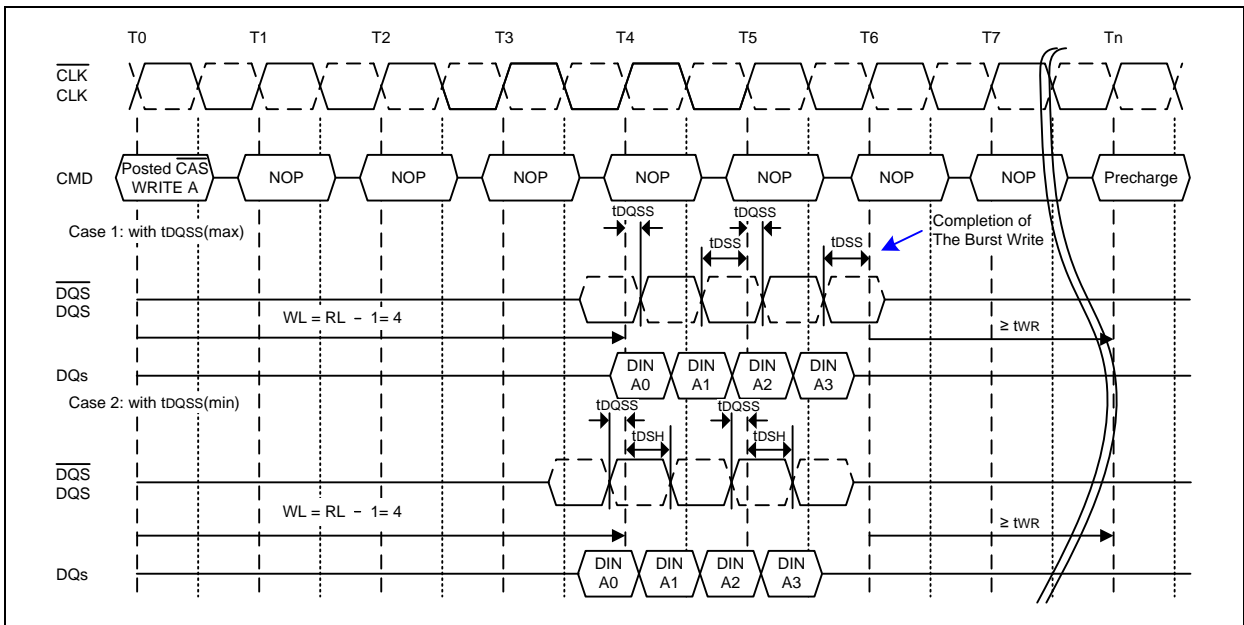 T0 T1 T2 T3 T4 T5 T6 T7 Tn
CLK
CLK
CMD
Posted CAS
WRITE A
NOP NOP NOP NOP NOP NOP NOP Precharge
tDQSS tDQSS
Case 1: with tDQSS(max)
Completion of
The Burst Write
tDSS tDSS
DQS
DQS
WL = RL - 1= 4
≥ tWR
DQs
DIN A0
DIN A1
DIN A2
DIN A3
Case 2: with tDQSS(min)
tDQSS tDQSS
tDSH tDSH
DQS
DQS
WL = RL - 1= 4
≥ tWR
DQs
DIN A0
DIN A1
DIN A2
DIN A3